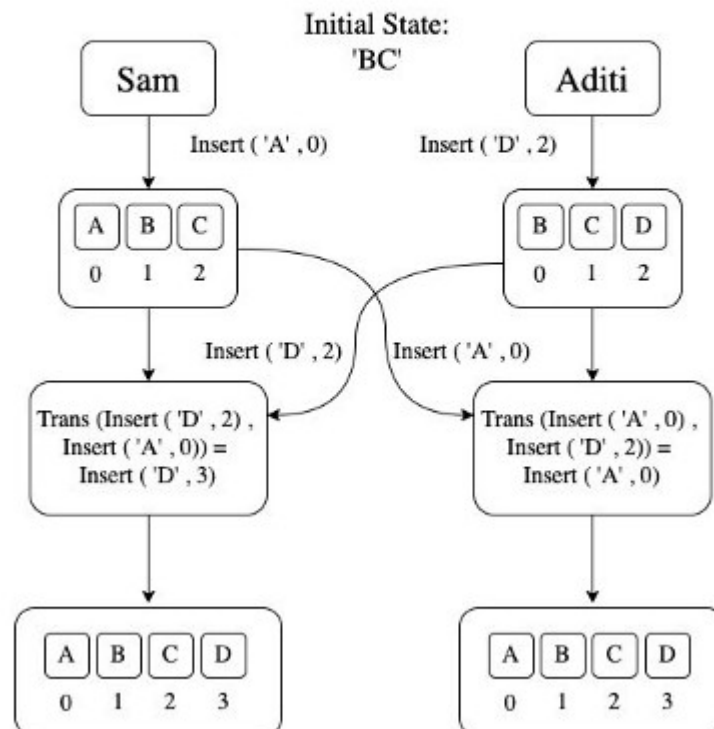 Initial State:
'BC'
Sam
Aditi
Insert ( 'A' , 0)
Insert ( 'D' , 2)
A B C
0 1 2
B C D
0 1 2
Insert ( 'D' , 2)
Insert ( 'A' , 0)
Trans (Insert ( 'D' , 2) ,
Insert ( 'A' , 0)) =
Insert ( 'D' , 3)
Trans (Insert ( 'A' , 0) ,
Insert ( 'D' , 2)) =
Insert ( 'A' , 0)
A B C D
0 1 2 3
A B C D
0 1 2 3